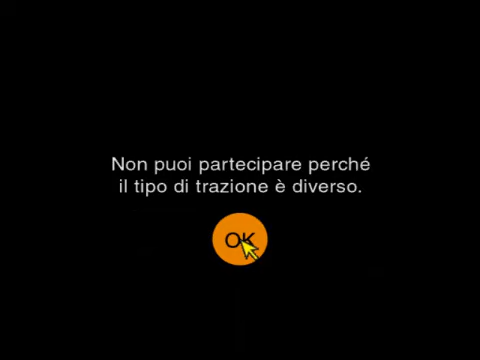 Non puoi partecipare perché
il tipo di trazione è diverso.
OK